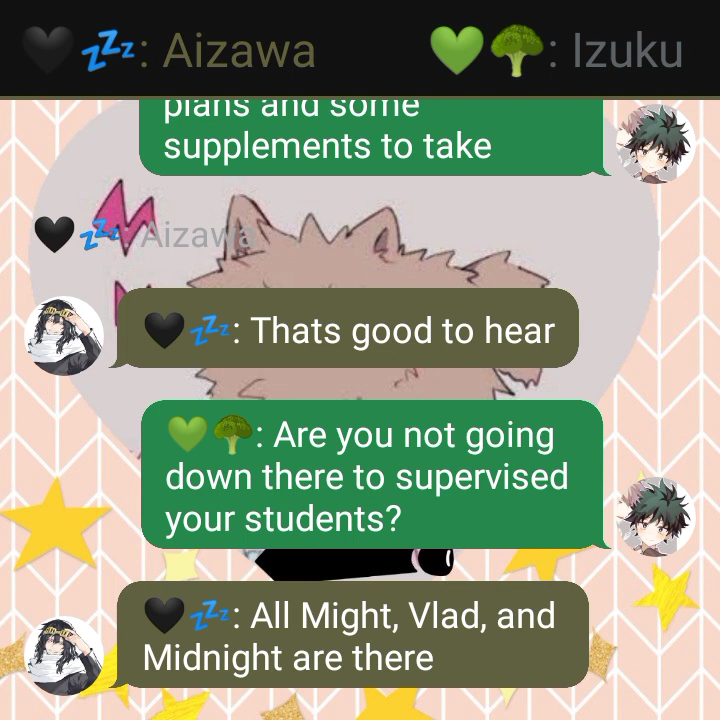 🖤💤: Aizawa
💚🥦: Izuku
plans and some
supplements to take
🖤💤: Aizawa
🖤💤: Thats good to hear
💚🥦: Are you not going
down there to supervised
your students?
🖤💤: All Might, Vlad, and
Midnight are there